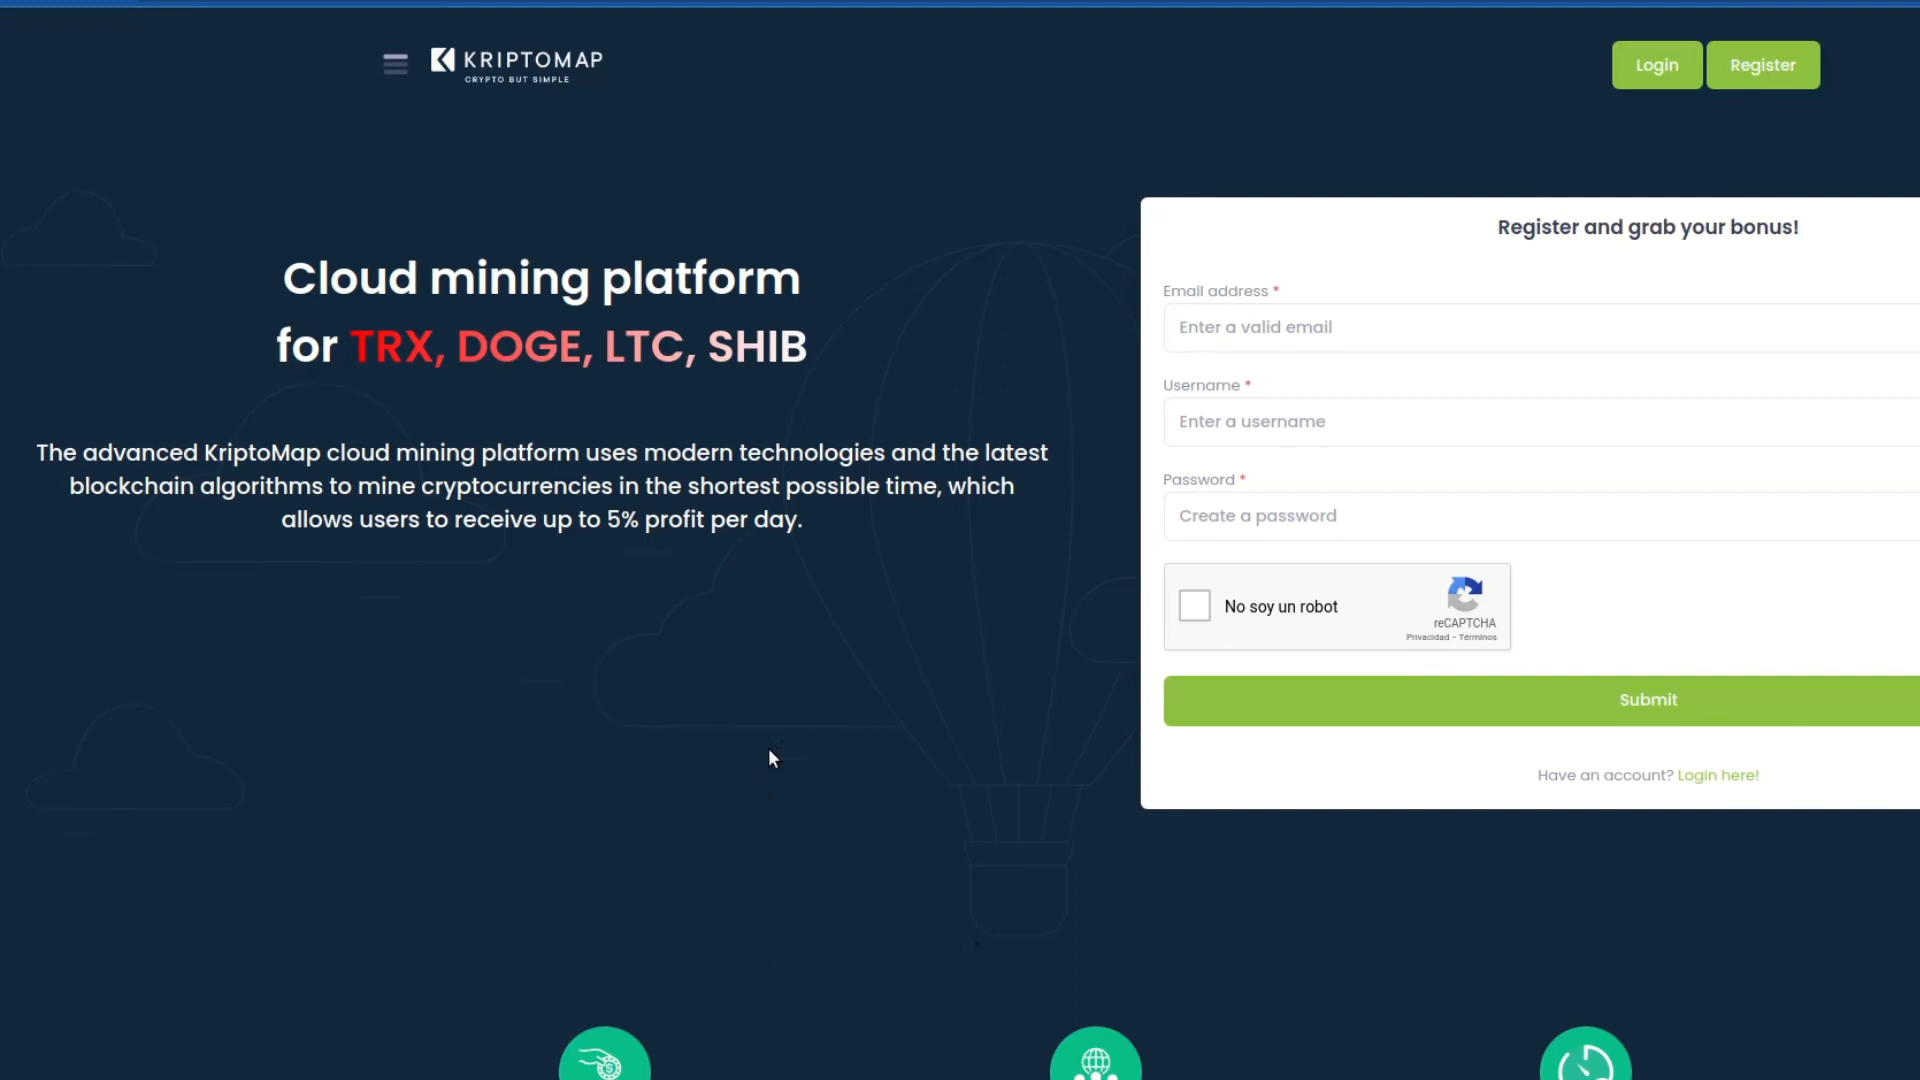 KRIPTOMAP
CRYPTO BUT SIMPLE
Login
Register
Cloud mining platform
for TRX, DOGE, LTC, SHIB
The advanced KriptoMap cloud mining platform uses modern technologies and the latest
blockchain algorithms to mine cryptocurrencies in the shortest possible time, which
allows users to receive up to 5% profit per day.
Register and grab your bonus!
Email address *
Enter a valid email
Username *
Enter a username
Password *
Create a password
No soy un robot
reCAPTCHA
Privacidad - Términos
Submit
Have an account? Login here!